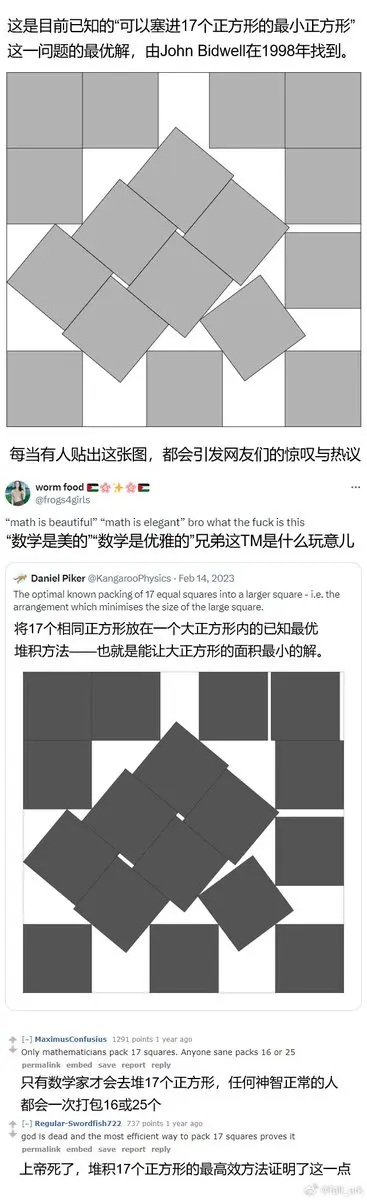 这是目前已知的“可以塞进17个正方形的最小正方形”
这一问题的最优解，由John Bidwell在1998年找到。
每当有人贴出这张图，都会引发网友们的惊叹与热议
worm food 🇵🇸🌸✨🌸🇵🇸
@frogs4girls
“math is beautiful” “math is elegant” bro what the fuck is this
“数学是美的”“数学是优雅的”兄弟这TM是什么玩意儿
Daniel Piker @KangarooPhysics · Feb 14, 2023
The optimal known packing of 17 equal squares into a larger square - i.e. the
arrangement which minimises the size of the large square.
将17个相同正方形放在一个大正方形内的已知最优
堆积方法——也就是能让大正方形的面积最小的解。
[-] MaximusConfusius 1291 points 1 year ago
Only mathematicians pack 17 squares. Anyone sane packs 16 or 25
permalink embed save report reply
只有数学家才会去堆17个正方形，任何神智正常的人
都会一次打包16或25个
[-] Regular-Swordfish722 737 points 1 year ago
god is dead and the most efficient way to pack 17 squares proves it
permalink embed save report reply
上帝死了，堆积17个正方形的最高效方法证明了这一点